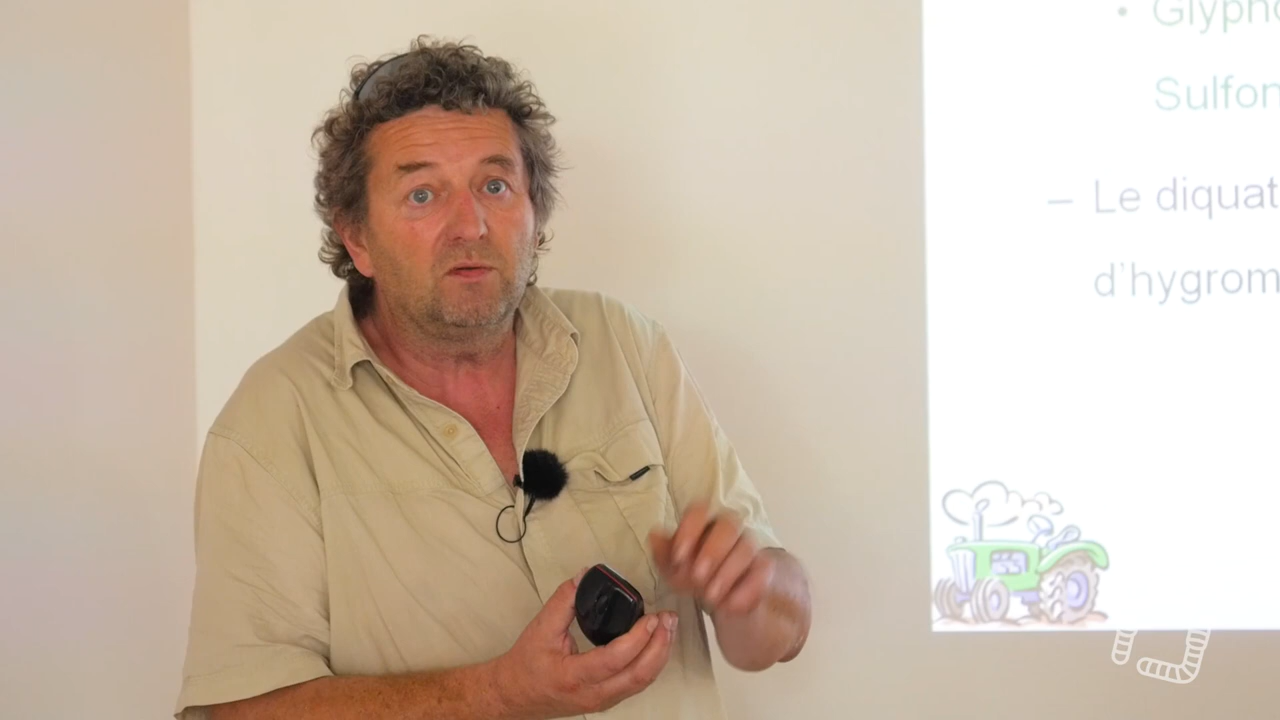 • Glypho
Sulfon
– Le diquat
d'hygrom